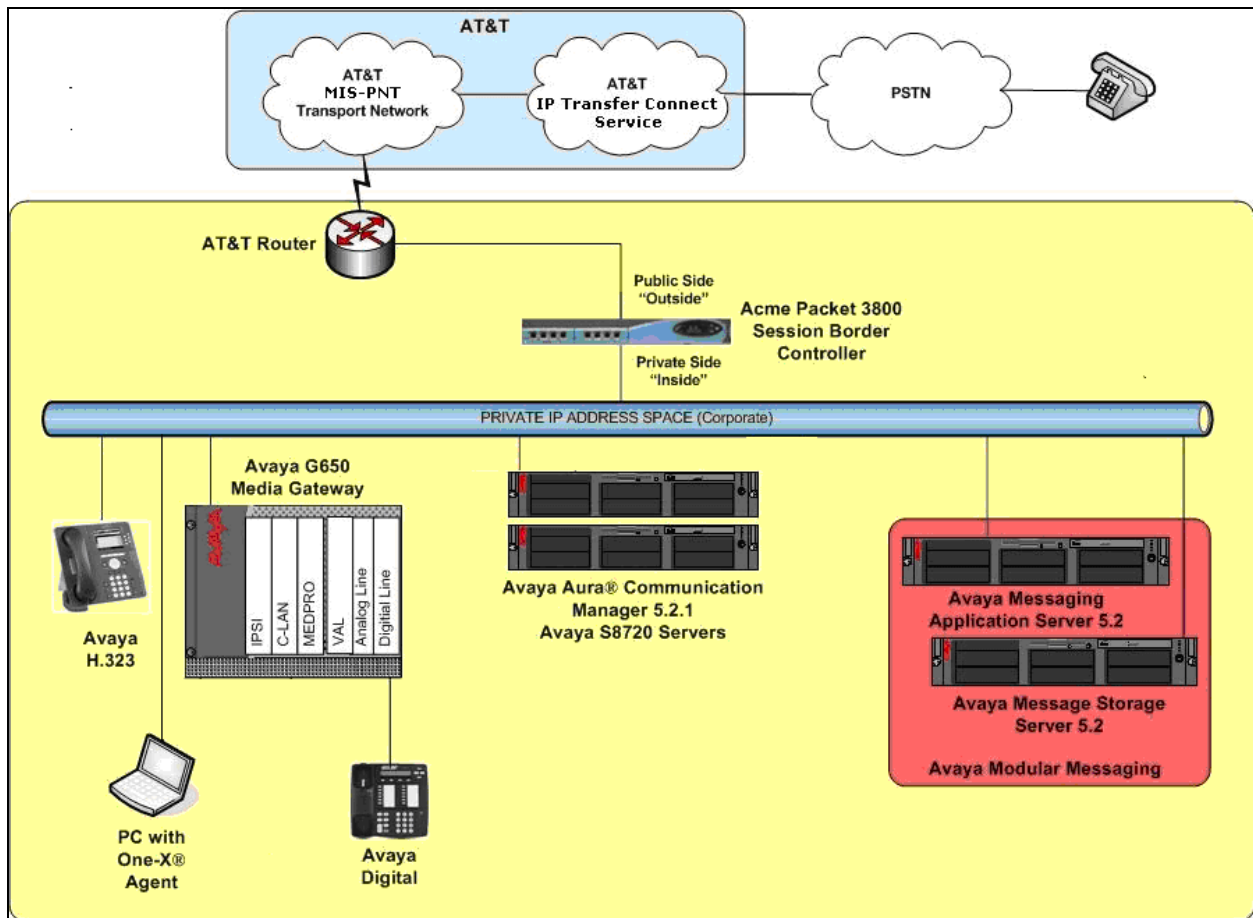 AT&T
AT&T
MIS-PNT
Transport Network
AT&T
IP Transfer Connect
Service
PSTN
AT&T Router
Public Side
“Outside”
Acme Packet 3800
Session Border
Controller
Private Side
“Inside”
PRIVATE IP ADDRESS SPACE (Corporate)
Avaya G650
Media Gateway
AVAYA
IPSI
C-LAN
MEDPRO
VAL
Analog Line
Digitial Line
Avaya
H.323
Avaya Aura® Communication
Manager 5.2.1
Avaya S8720 Servers
Avaya Messaging
Application Server 5.2
Avaya Message Storage
Server 5.2
Avaya Modular Messaging
PC with
One-X®
Agent
Avaya
Digital